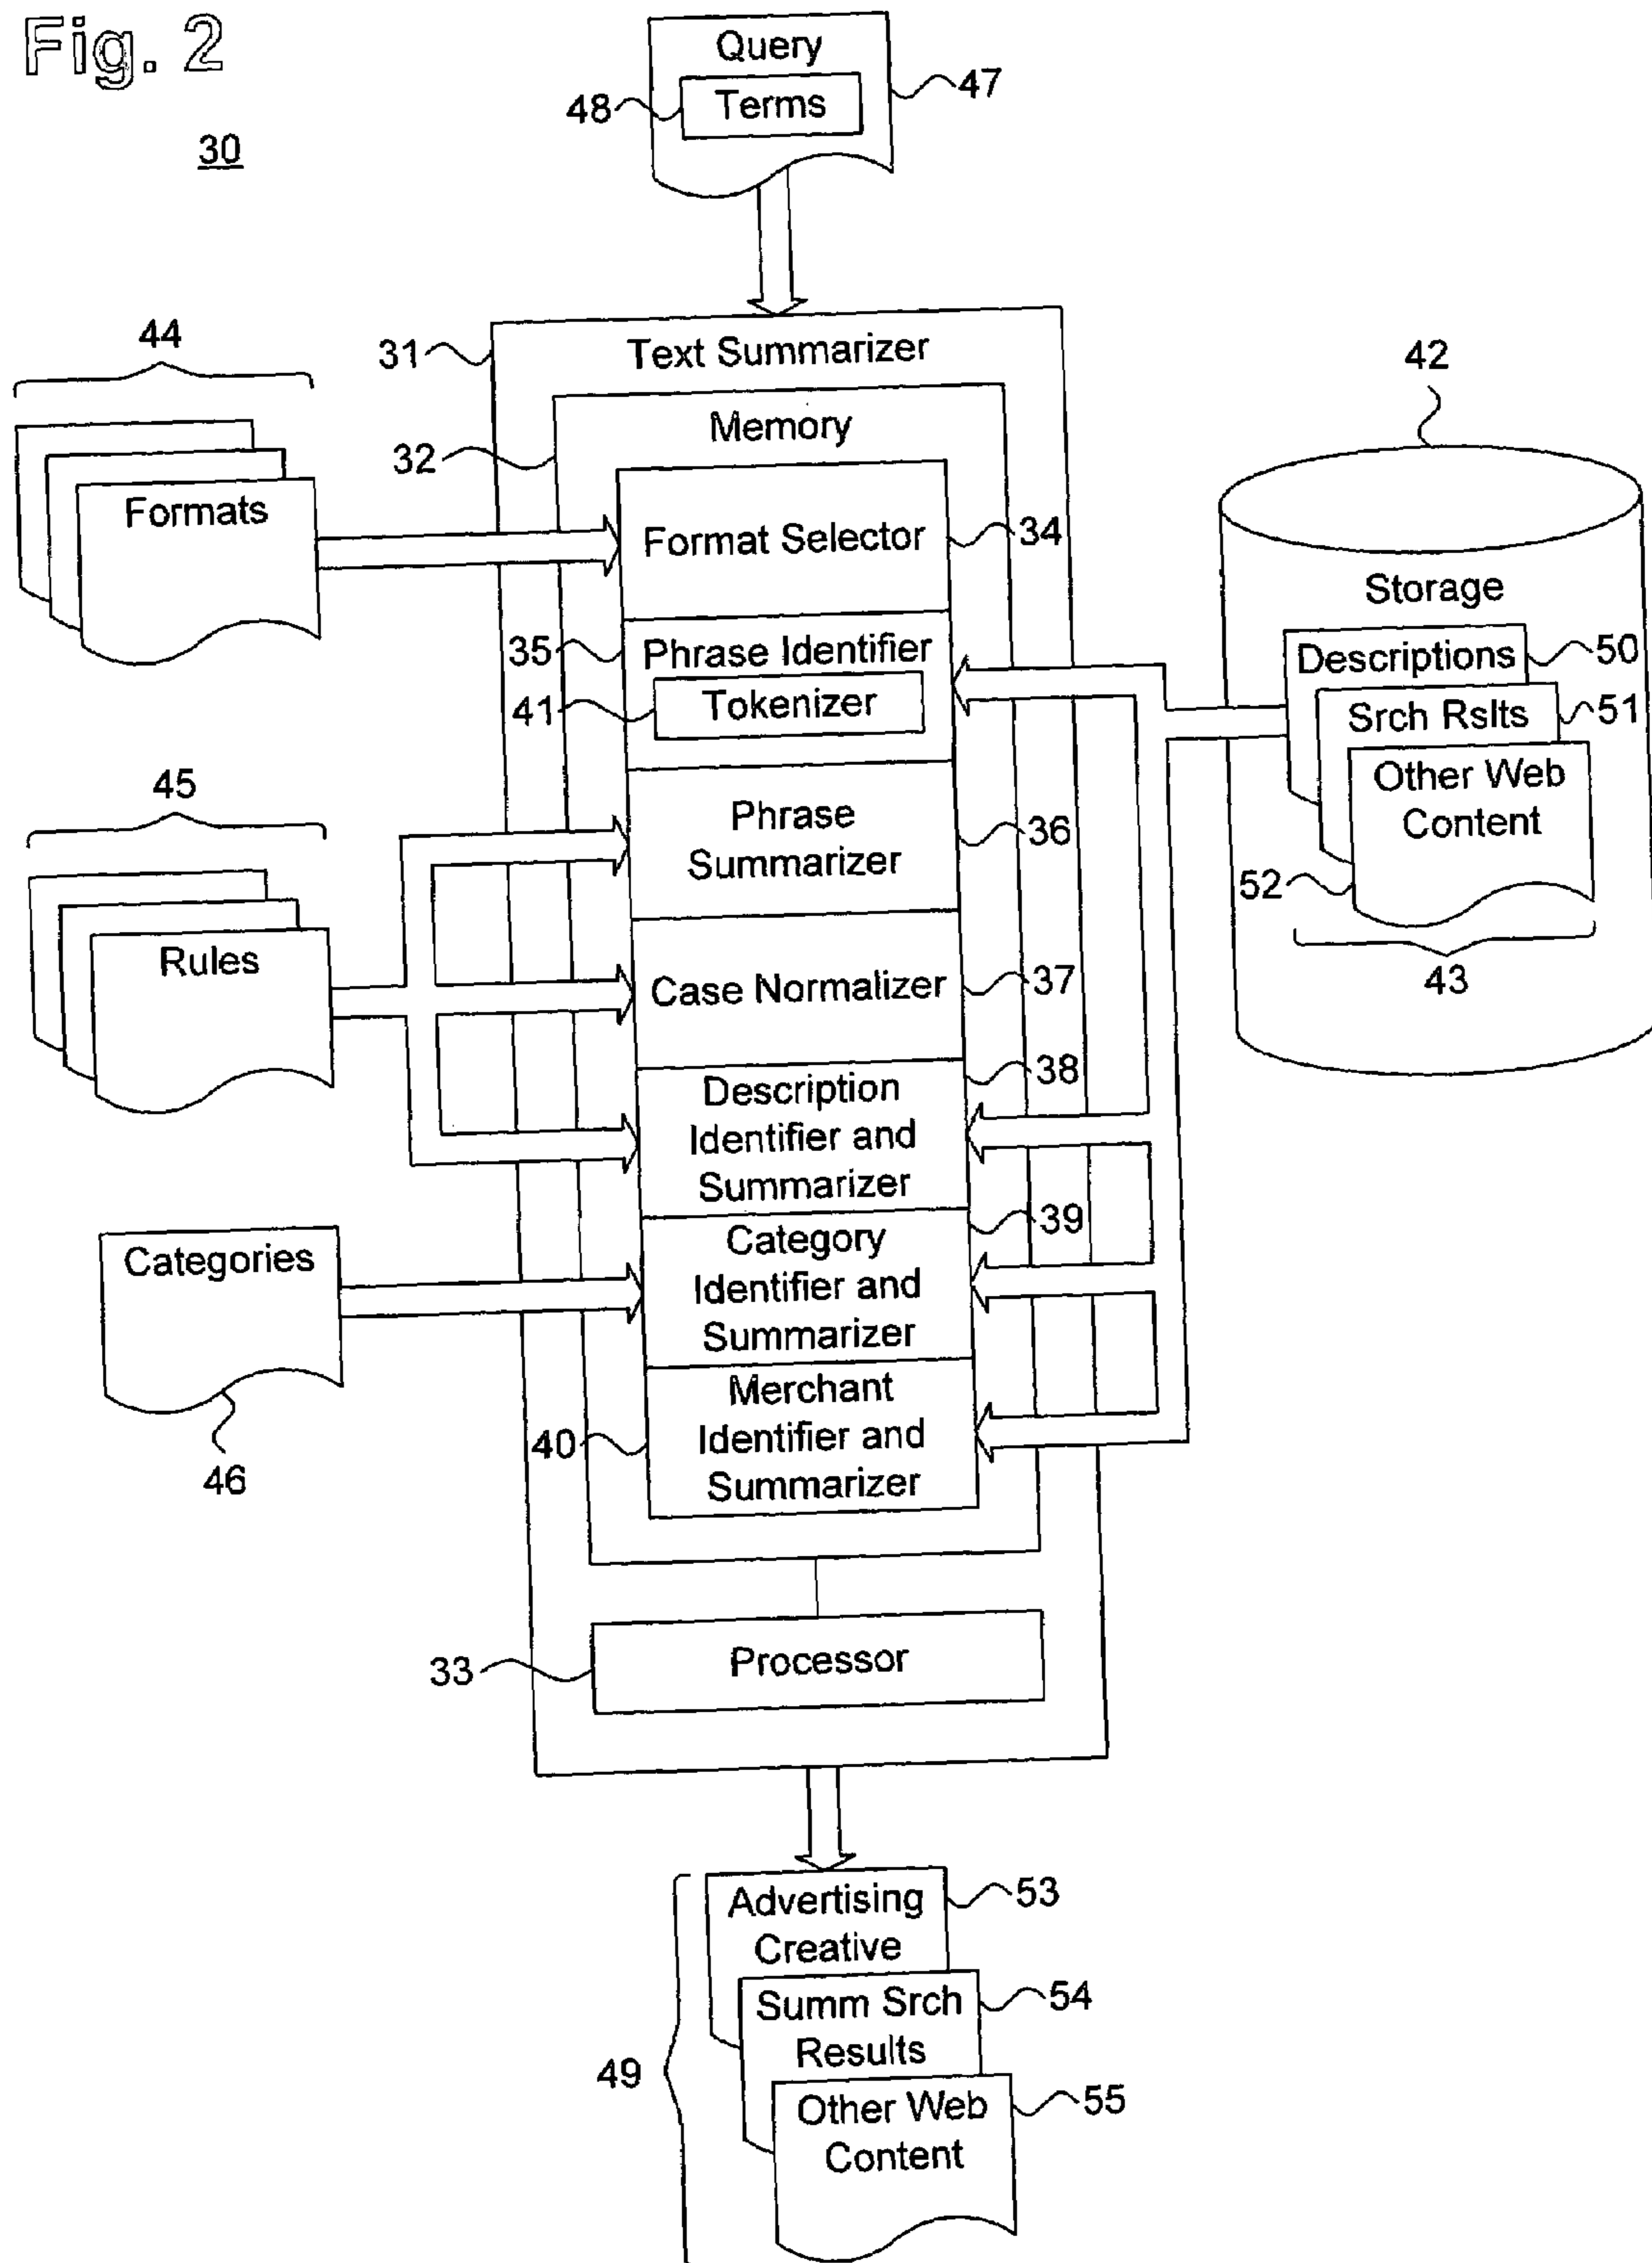 Fig. 2
30
Query
47
48
Terms
44
31
Text Summarizer
42
32
Memory
Formats
Format Selector
34
Storage
35
Phrase Identifier
Descriptions
50
41
Tokenizer
Srch Rslts
51
45
Phrase
Summarizer
36
Other Web
Content
52
43
Rules
Case Normalizer
37
38
Description
Identifier and
Summarizer
39
Categories
Category
Identifier and
Summarizer
46
40
Merchant
Identifier and
Summarizer
33
Processor
Advertising
Creative
53
Summ Srch
Results
54
49
Other Web
Content
55